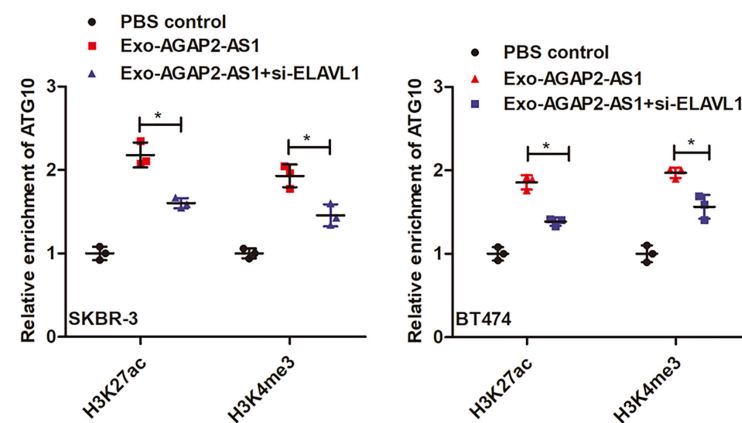 PBS control
Exo-AGAP2-AS1
Exo-AGAP2-AS1+si-ELAVL1
Relative enrichment of ATG10
3
2
1
0
*
*
SKBR-3
H3K27ac
H3K4me3
PBS control
Exo-AGAP2-AS1
Exo-AGAP2-AS1+si-ELAVL1
Relative enrichment of ATG10
3
2
1
0
*
*
BT474
H3K27ac
H3K4me3